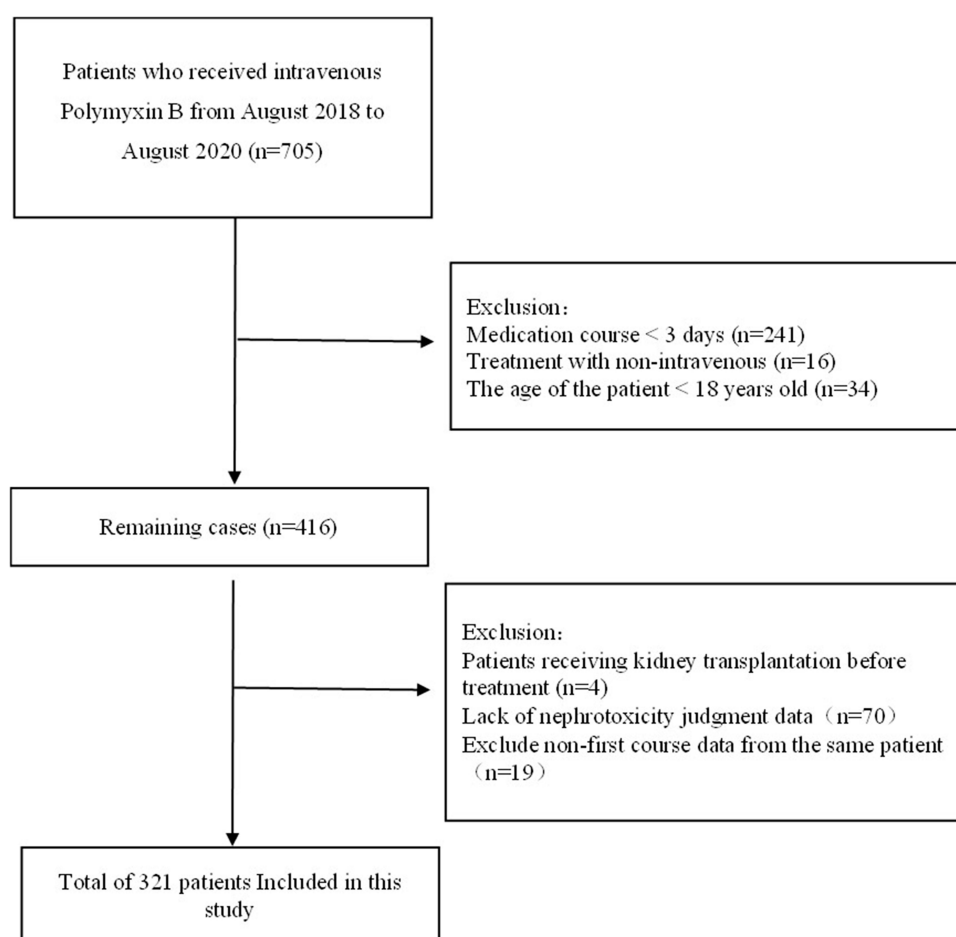 Patients who received intravenous
Polymyxin B from August 2018 to
August 2020 (n=705)
Exclusion：
Medication course < 3 days (n=241)
Treatment with non-intravenous (n=16)
The age of the patient < 18 years old (n=34)
Remaining cases (n=416)
Exclusion：
Patients receiving kidney transplantation before
treatment (n=4)
Lack of nephrotoxicity judgment data（n=70）
Exclude non-first course data from the same patient
（n=19）
Total of 321 patients Included in this
study